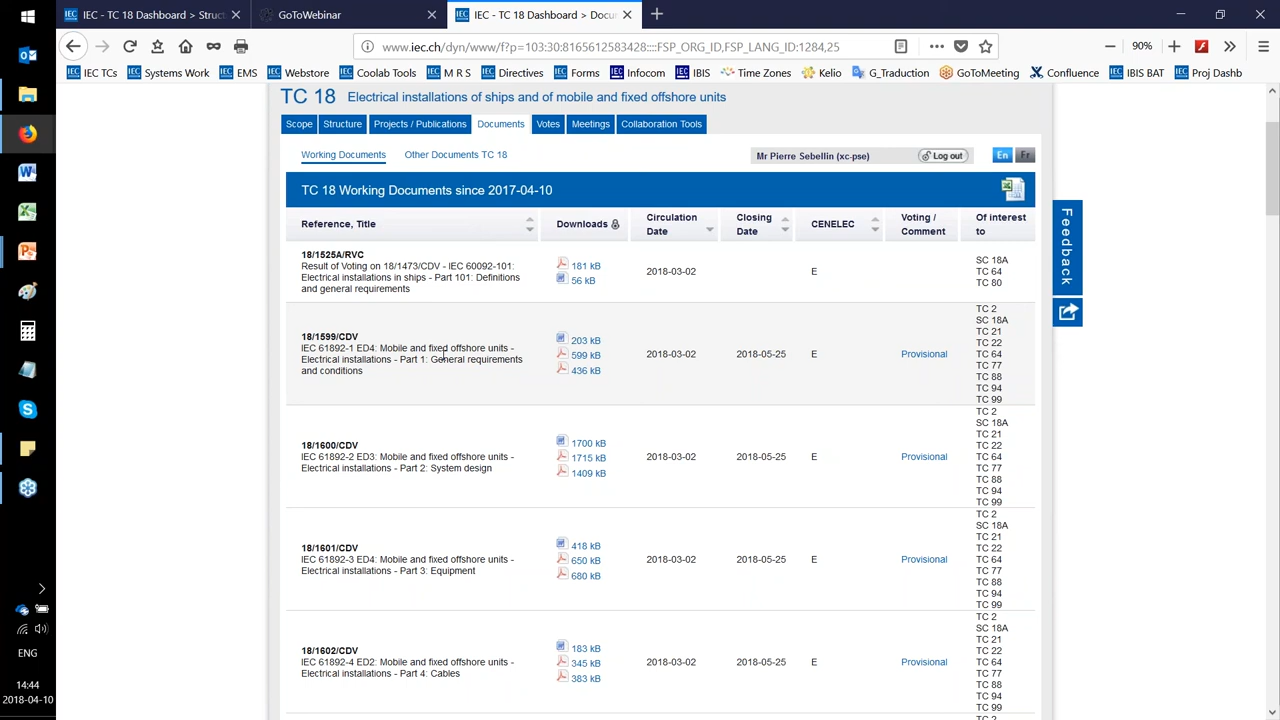 IEC - TC 18 Dashboard > Struct
GoToWebinar
IEC - TC 18 Dashboard > Docu
www.iec.ch/dyn/www/f?p=103:30:8165612583428::::FSP_ORG_ID,FSP_LANG_ID:1284,25
90%
IEC TCs
Systems Work
EMS
Webstore
Coolab Tools
M R S
Directives
Forms
Infocom
IBIS
Time Zones
Kelio
G_Traduction
GoToMeeting
Confluence
IBIS BAT
Proj Dashb
TC 18 Electrical installations of ships and of mobile and fixed offshore units
Scope
Structure
Projects / Publications
Documents
Votes
Meetings
Collaboration Tools
Working Documents
Other Documents TC 18
Mr Pierre Sebellin (xc-pse)
Log out
En
Fr
TC 18 Working Documents since 2017-04-10
Reference, Title
Downloads
Circulation
Date
Closing
Date
CENELEC
Voting /
Comment
Of interest
to
18/1525A/RVC
Result of Voting on 18/1473/CDV - IEC 60092-101:
Electrical installations in ships - Part 101: Definitions
and general requirements
181 kB
56 kB
2018-03-02
E
SC 18A
TC 64
TC 80
18/1599/CDV
IEC 61892-1 ED4: Mobile and fixed offshore units -
Electrical installations - Part 1: General requirements
and conditions
203 kB
599 kB
436 kB
2018-03-02
2018-05-25
E
Provisional
TC 2
SC 18A
TC 21
TC 22
TC 64
TC 77
TC 88
TC 94
TC 99
18/1600/CDV
IEC 61892-2 ED3: Mobile and fixed offshore units -
Electrical installations - Part 2: System design
1700 kB
1715 kB
1409 kB
2018-03-02
2018-05-25
E
Provisional
TC 2
SC 18A
TC 21
TC 22
TC 64
TC 77
TC 88
TC 94
TC 99
18/1601/CDV
IEC 61892-3 ED4: Mobile and fixed offshore units -
Electrical installations - Part 3: Equipment
418 kB
650 kB
680 kB
2018-03-02
2018-05-25
E
Provisional
TC 2
SC 18A
TC 21
TC 22
TC 64
TC 77
TC 88
TC 94
TC 99
18/1602/CDV
IEC 61892-4 ED2: Mobile and fixed offshore units -
Electrical installations - Part 4: Cables
183 kB
345 kB
383 kB
2018-03-02
2018-05-25
E
Provisional
TC 2
SC 18A
TC 21
TC 22
TC 64
TC 77
TC 88
TC 94
TC 99
TC 2
Feedback
ENG
14:44
2018-04-10